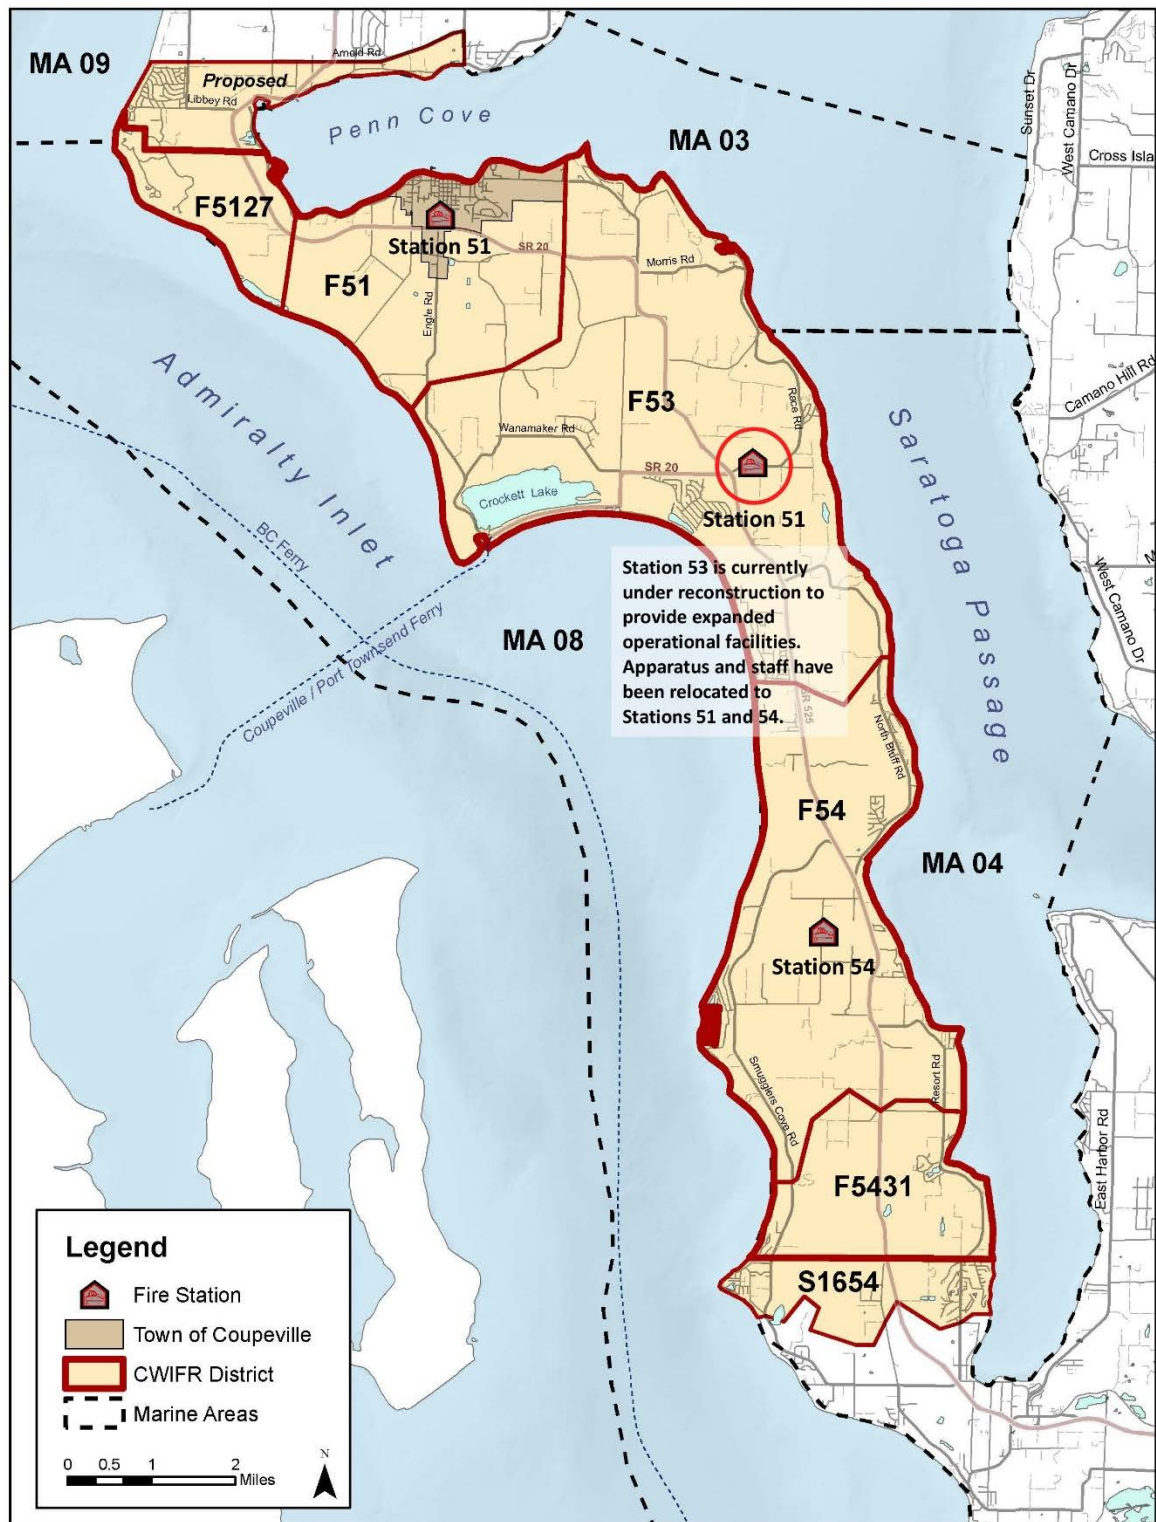 MA 09
Arnold Rd
Proposed
Libbey Rd
Penn Cove
MA 03
Sunset Dr
West Camano Dr
Cross Isla
F5127
Station 51
SR 20
F51
Engle Rd
Morris Rd
Admiralty Inlet
F53
Race Rd
Camano Hill Rd
Saratoga Passage
Wanamaker Rd
SR 20
Crockett Lake
Station 51
BC Ferry
Station 53 is currently
under reconstruction to
provide expanded
operational facilities.
Apparatus and staff have
been relocated to
Stations 51 and 54.
M
West Camano Dr
MA 08
Coupeville / Port Townsend Ferry
SR 525
North Bluff Rd
F54
MA 04
Station 54
Smugglers Cove Rd
Resort Rd
East Harbor Rd
F5431
S1654
Legend
Fire Station
Town of Coupeville
CWIFR District
Marine Areas
0 0.5 1 2
Miles
N